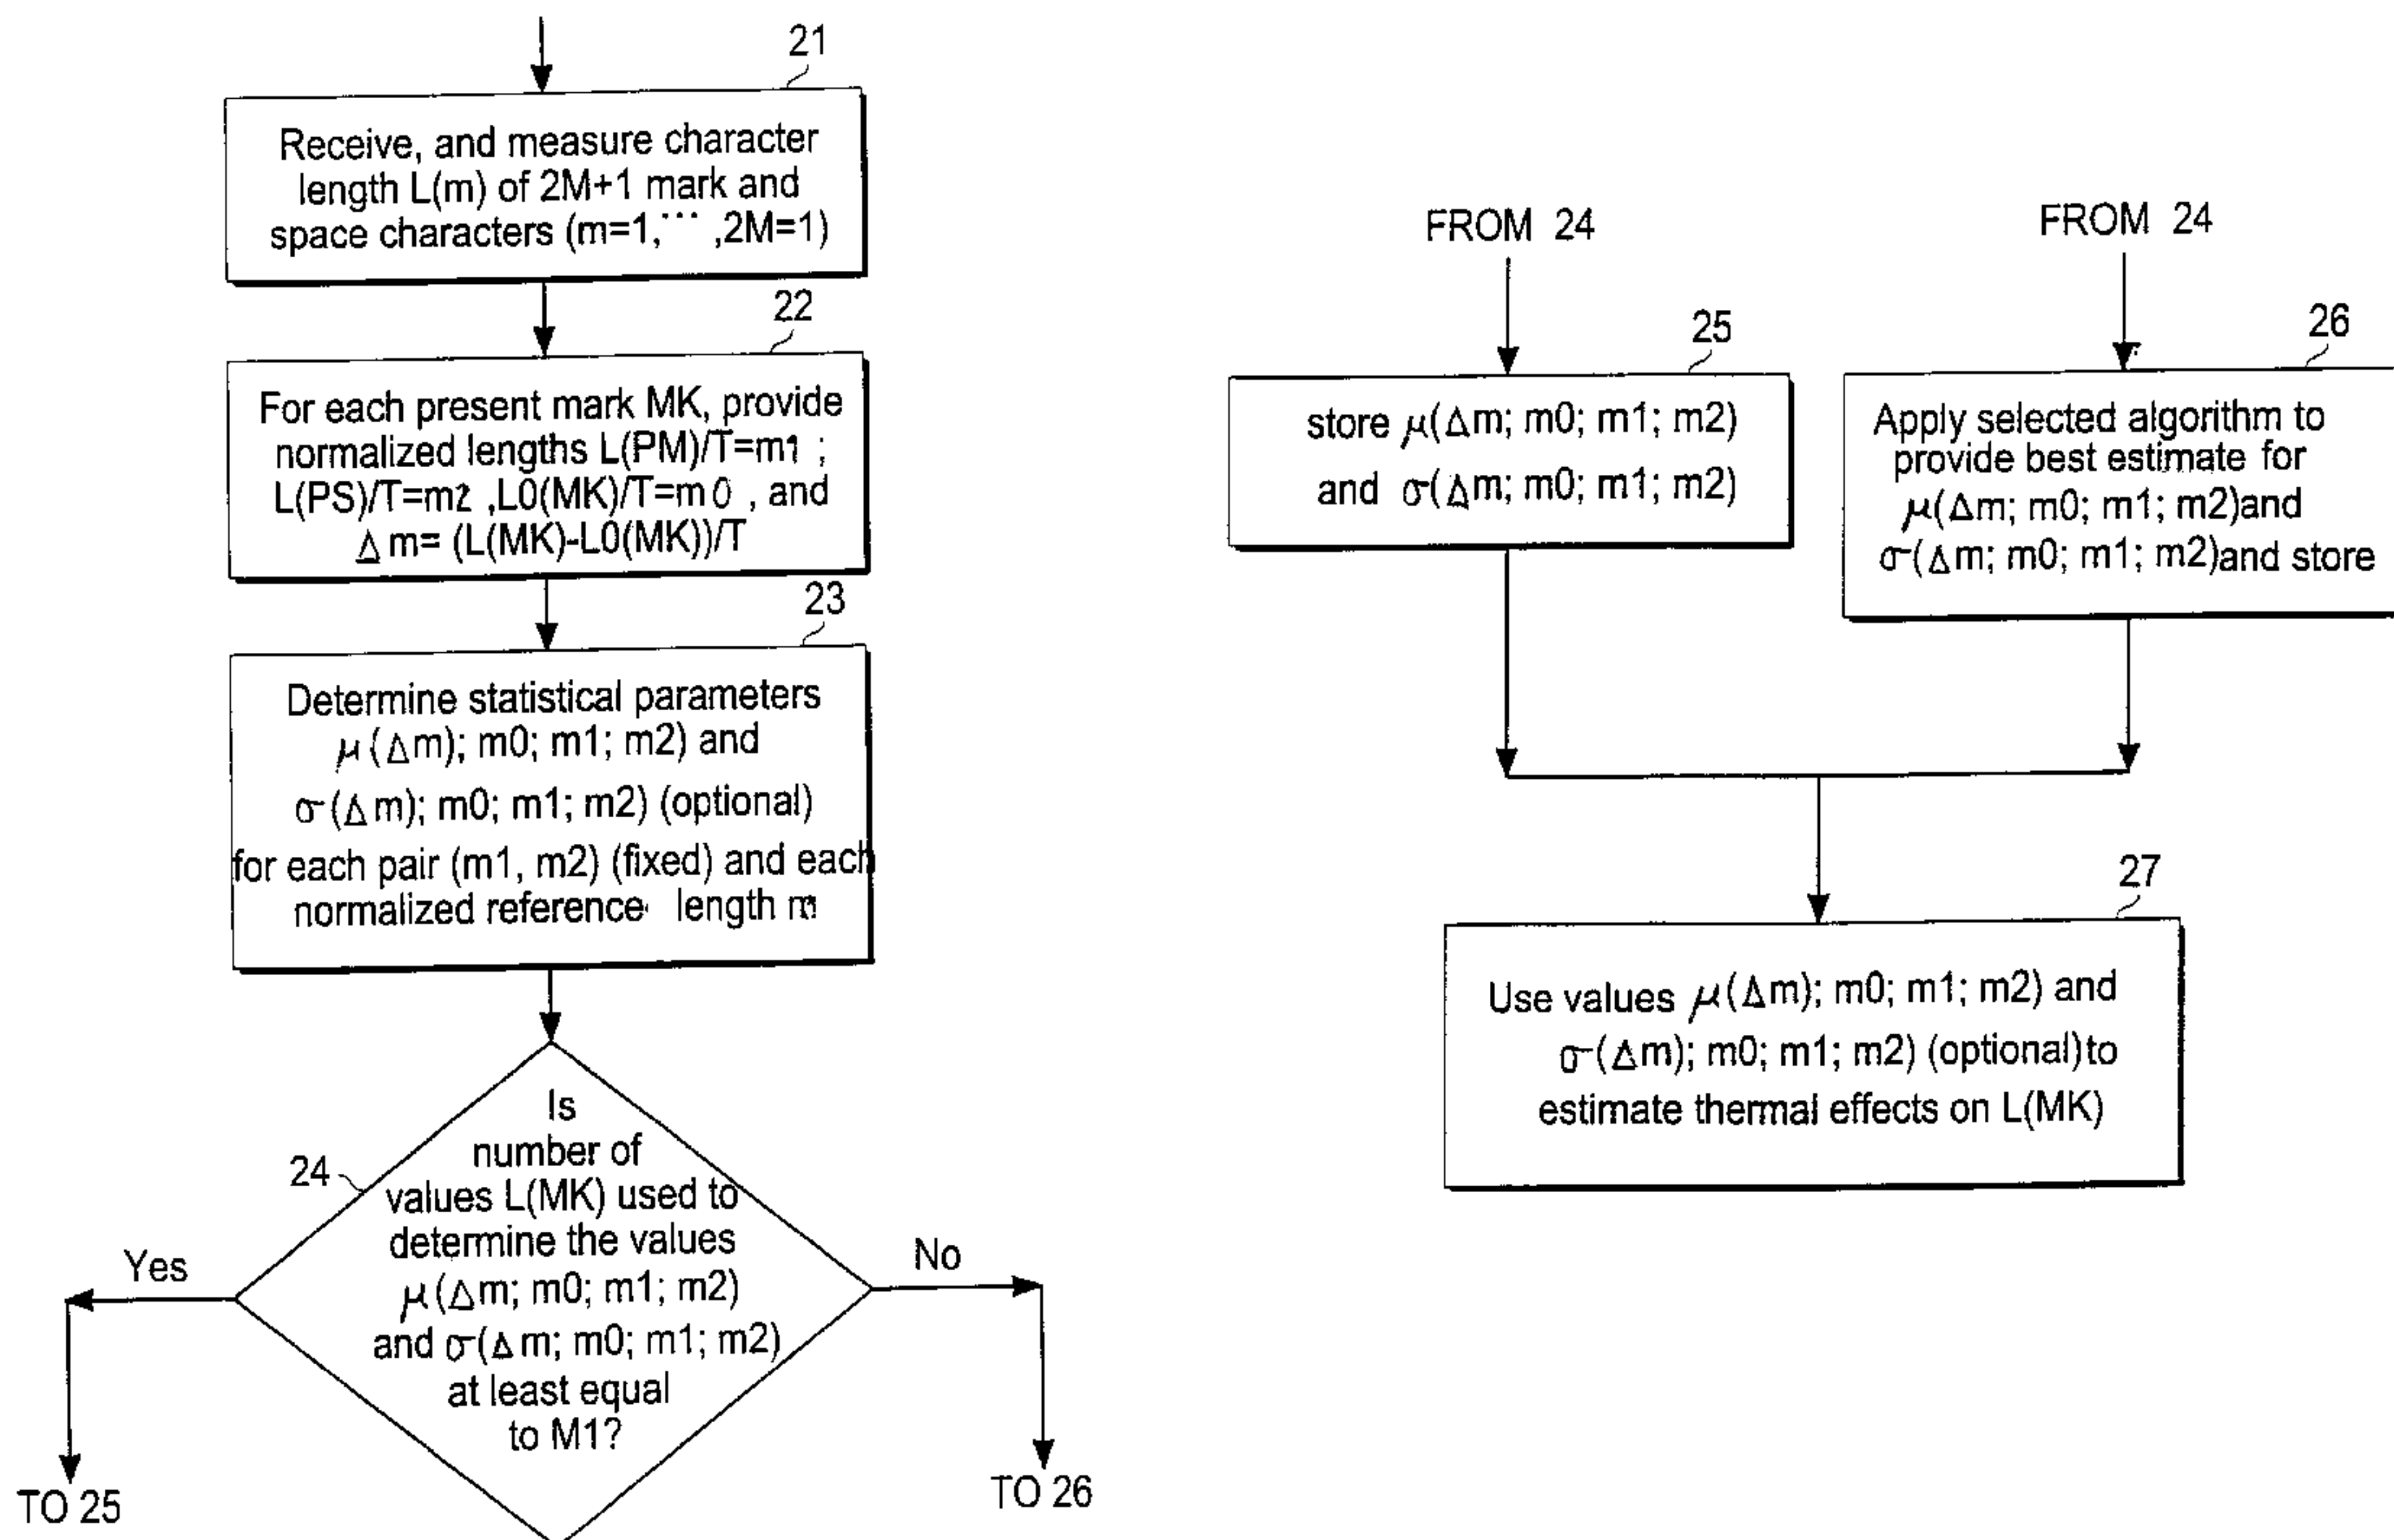 21
Receive, and measure character
length L(m) of 2M+1 mark and
space characters (m=1,... ,2M=1)
22
For each present mark MK, provide
normalized lengths L(PM)/T=m1 ;
L(PS)/T=m2 ,L0(MK)/T=m0 , and
Δm= (L(MK)-L0(MK))/T
23
Determine statistical parameters
μ(Δm); m0; m1; m2) and
σ(Δm); m0; m1; m2) (optional)
for each pair (m1, m2) (fixed) and each
normalized reference length m
24
Is
number of
values L(MK) used to
determine the values
μ(Δm; m0; m1; m2)
and σ(Δm; m0; m1; m2)
at least equal
to M1?
Yes
TO 25
No
TO 26
FROM 24
25
store μ(Δm; m0; m1; m2)
and σ(Δm; m0; m1; m2)
FROM 24
26
Apply selected algorithm to
provide best estimate for
μ(Δm; m0; m1; m2)and
σ(Δm; m0; m1; m2)and store
27
Use values μ(Δm); m0; m1; m2) and
σ(Δm); m0; m1; m2) (optional)to
estimate thermal effects on L(MK)